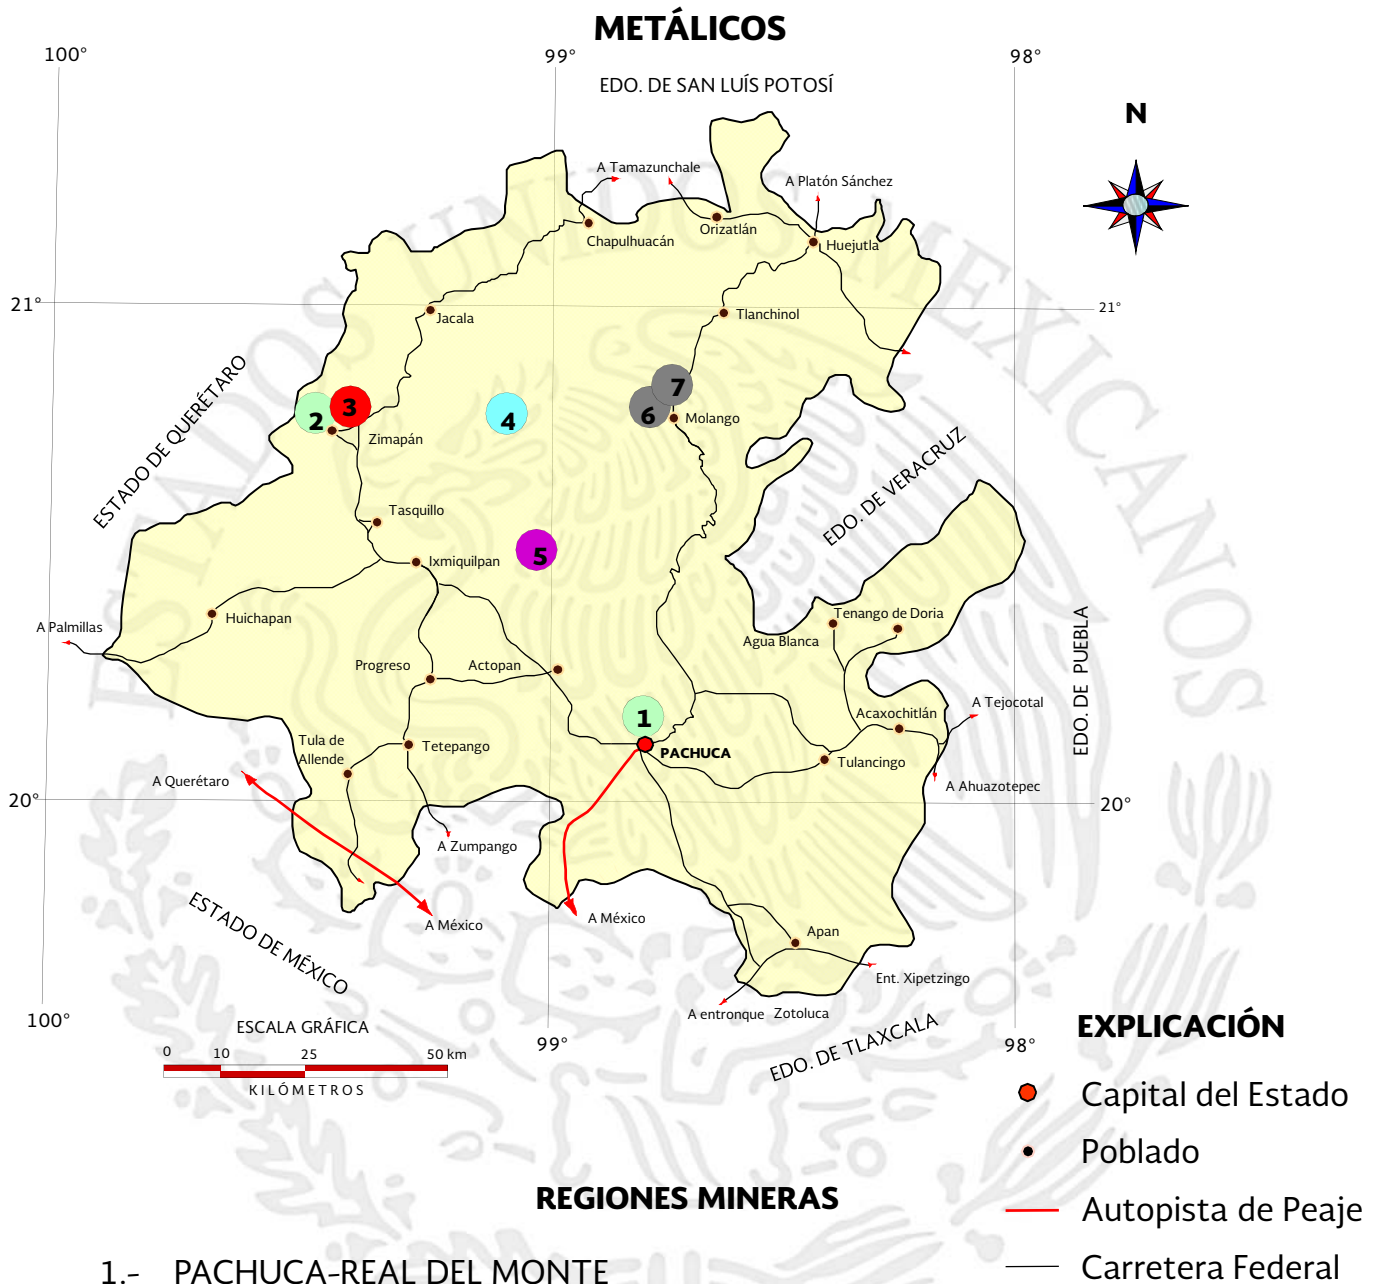 METÁLICOS
100°
99°
98°
EDO. DE SAN LUÍS POTOSÍ
N
A Tamazunchale
A Platón Sánchez
Orizatlán
Chapulhuacán
Huejutla
21°
21°
Jacala
Tlanchinol
ESTADO DE QUERÉTARO
7
3
2
4
6
Molango
Zimapán
EDO. DE VERACRUZ
Tasquillo
5
Ixmiquilpan
Huichapan
A Palmillas
Tenango de Doria
Agua Blanca
EDO. DE PUEBLA
Progreso
Actopan
A Tejocotal
1
Acaxochitlán
Tula de
Allende
Tetepango
PACHUCA
Tulancingo
A Querétaro
A Ahuazotepec
20°
20°
A Zumpango
ESTADO DE MÉXICO
A México
A México
Apan
Ent. Xipetzingo
A entronque Zotoluca
EDO. DE TLAXCALA
100°
99°
98°
ESCALA GRÁFICA
0 10 25 50 km
KILÓMETROS
EXPLICACIÓN
Capital del Estado
Poblado
Autopista de Peaje
Carretera Federal
REGIONES MINERAS
1.- PACHUCA-REAL DEL MONTE
ESTADOS UNIDOS MEXICANOS